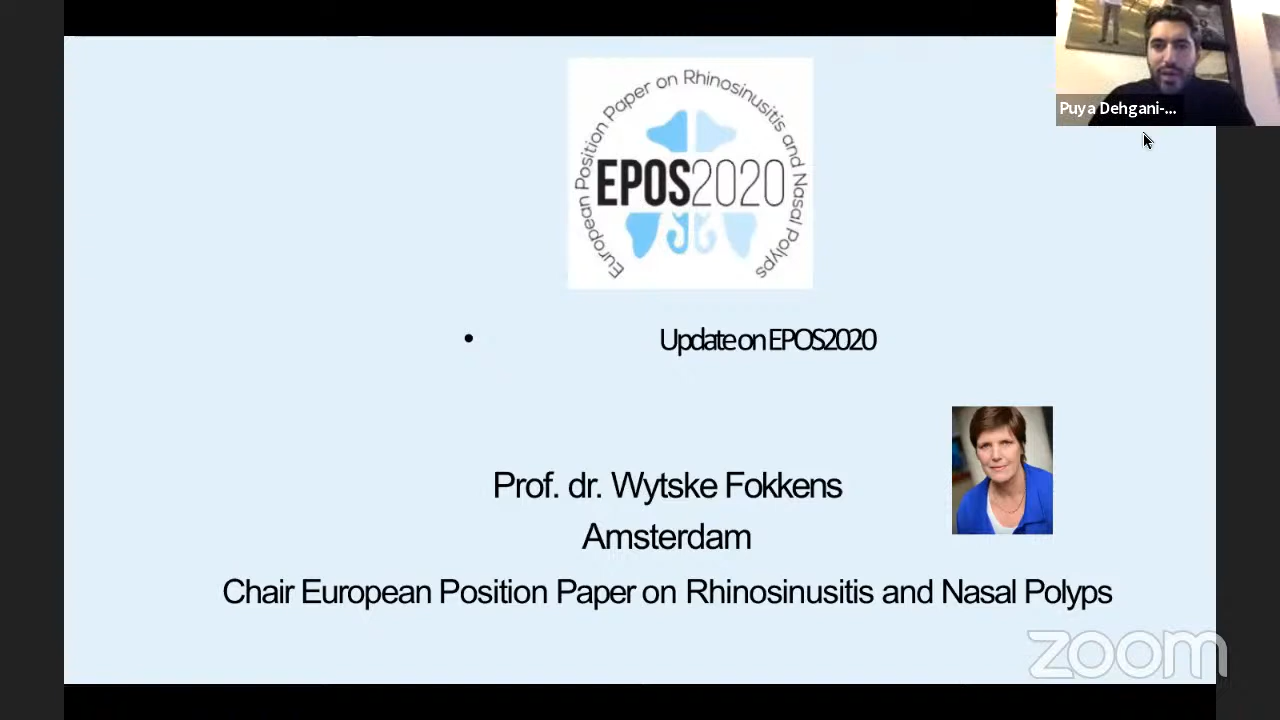 European Position Paper on Rhinosinusitis and Nasal Polyps
EPOS2020
Puya Dehgani-...
• Update on EPOS2020
Prof. dr. Wytske Fokkens
Amsterdam
Chair European Position Paper on Rhinosinusitis and Nasal Polyps
zoom